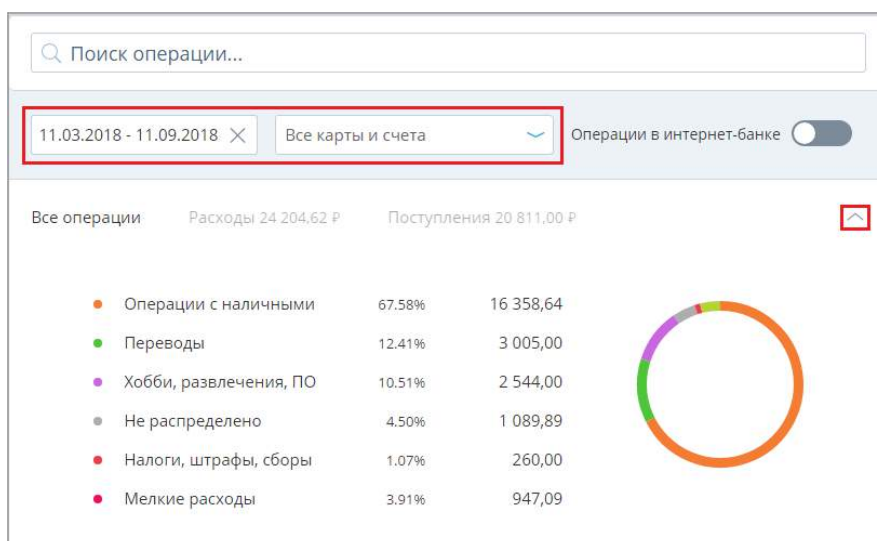 Поиск операции...
11.03.2018 - 11.09.2018 Все карты и счета Операции в интернет-банке
Все операции Расходы 24 204,62 ₽ Поступления 20 811,00 ₽
Операции с наличными 67.58% 16 358,64
Переводы 12.41% 3 005,00
Хобби, развлечения, ПО 10.51% 2 544,00
Не распределено 4.50% 1 089,89
Налоги, штрафы, сборы 1.07% 260,00
Мелкие расходы 3.91% 947,09